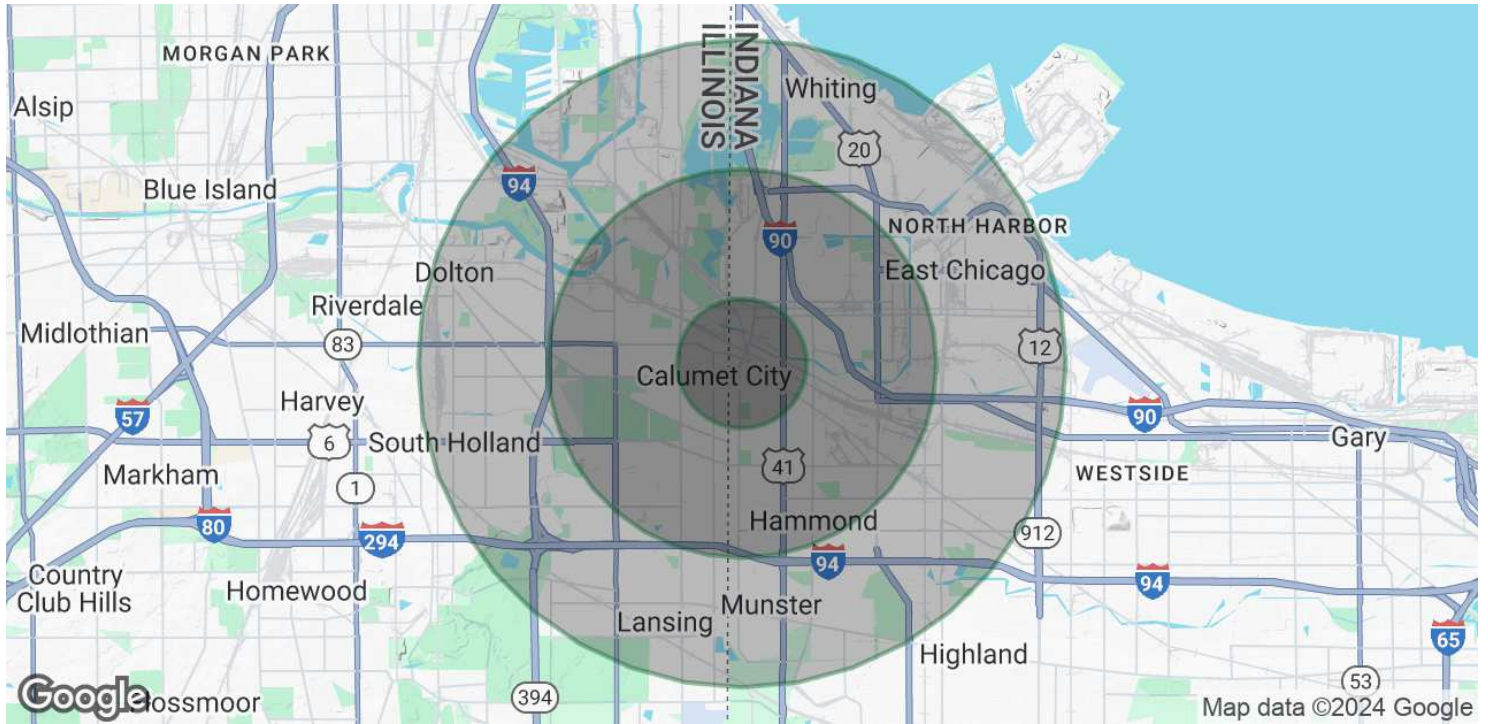 MORGAN PARK
INDIANA
ILLINOIS
Whiting
Alsip
20
94
Blue Island
90
NORTH HARBOR
Dolton
East Chicago
Riverdale
Midlothian
83
12
Calumet City
Harvey
57
90
6
South Holland
Gary
41
Markham
WESTSIDE
1
80
294
Hammond
912
94
94
Country
Club Hills
Homewood
Munster
Lansing
65
Highland
53
394
Google
lossmoor
Map data ©2024 Google